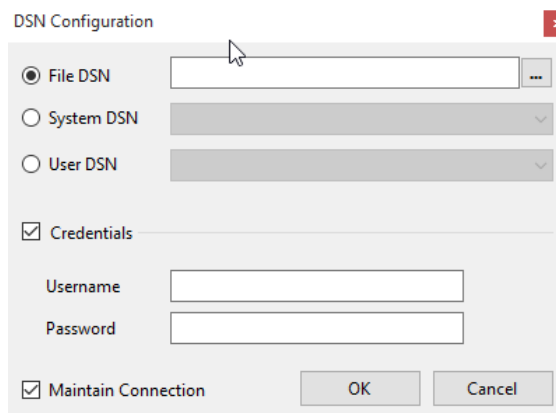 DSN Configuration
File DSN
...
System DSN
User DSN
Credentials
Username
Password
Maintain Connection OK Cancel